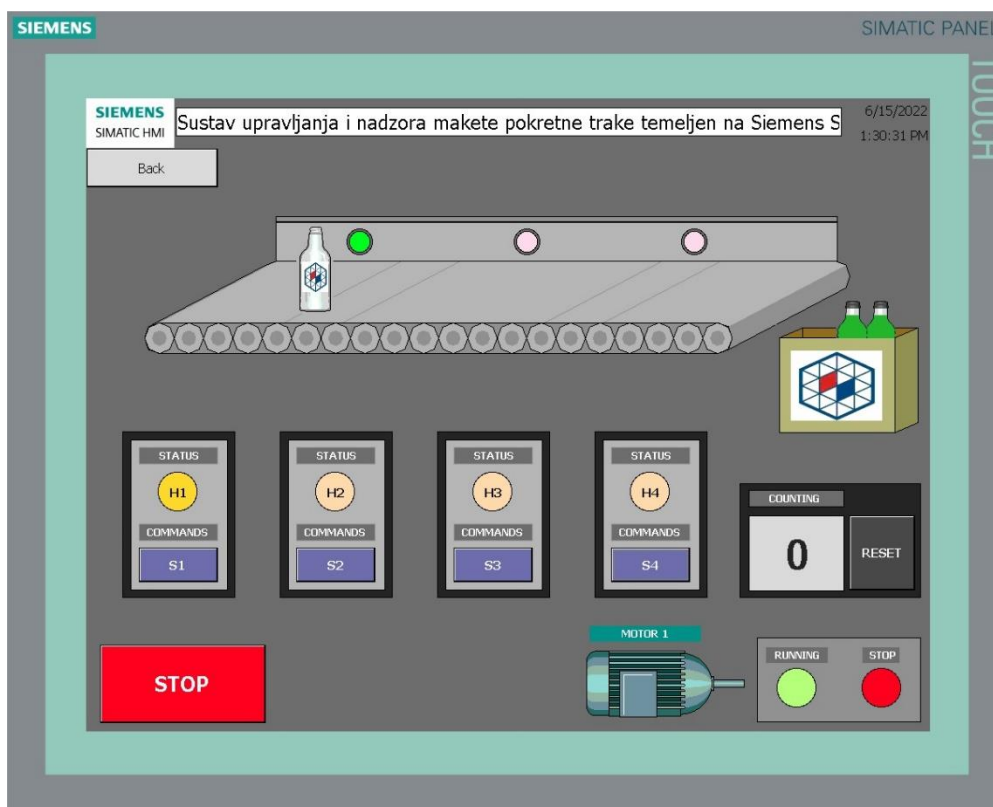 SIEMENS
SIMATIC PANEL
TOUCH
SIEMENS
SIMATIC HMI
Sustav upravljanja i nadzora makete pokretne trake temeljen na Siemens S
6/15/2022
1:30:31 PM
Back
STATUS
STATUS
STATUS
STATUS
H1
H2
H3
H4
COMMANDS
COMMANDS
COMMANDS
COMMANDS
S1
S2
S3
S4
COUNTING
0
RESET
MOTOR 1
RUNNING
STOP
STOP